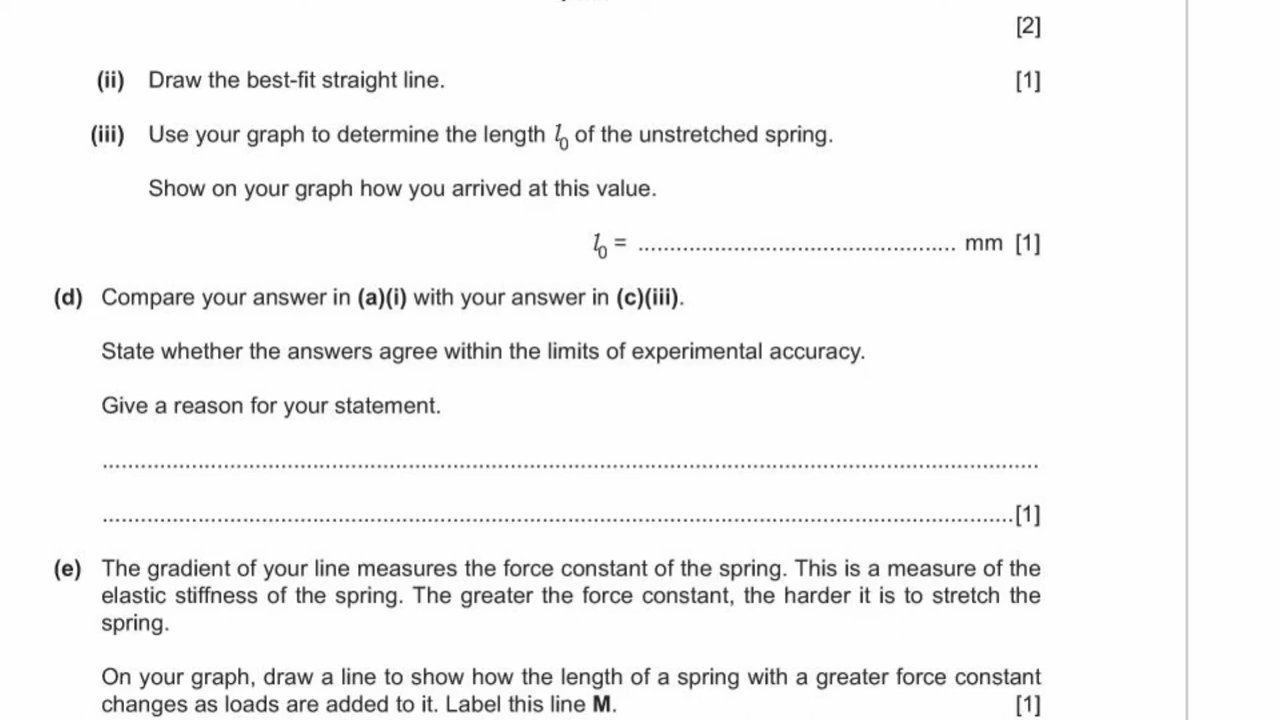 [2]
(ii) Draw the best-fit straight line. [1]
(iii) Use your graph to determine the length l0 of the unstretched spring.
Show on your graph how you arrived at this value.
l0 = .................................................. mm [1]
(d) Compare your answer in (a)(i) with your answer in (c)(iii).
State whether the answers agree within the limits of experimental accuracy.
Give a reason for your statement.
....................................................................................................................................................
................................................................................................................................................[1]
(e) The gradient of your line measures the force constant of the spring. This is a measure of the
elastic stiffness of the spring. The greater the force constant, the harder it is to stretch the
spring.
On your graph, draw a line to show how the length of a spring with a greater force constant
changes as loads are added to it. Label this line M. [1]